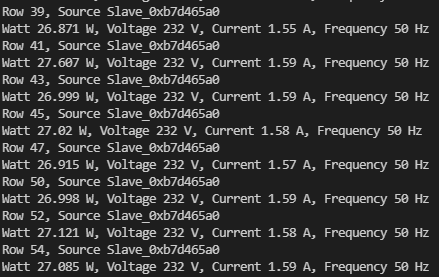 Row 39, Source Slave_0xb7d465a0
Watt 26.871 W, Voltage 232 V, Current 1.55 A, Frequency 50 Hz
Row 41, Source Slave_0xb7d465a0
Watt 27.607 W, Voltage 232 V, Current 1.59 A, Frequency 50 Hz
Row 43, Source Slave_0xb7d465a0
Watt 26.999 W, Voltage 232 V, Current 1.59 A, Frequency 50 Hz
Row 45, Source Slave_0xb7d465a0
Watt 27.02 W, Voltage 232 V, Current 1.58 A, Frequency 50 Hz
Row 47, Source Slave_0xb7d465a0
Watt 26.915 W, Voltage 232 V, Current 1.57 A, Frequency 50 Hz
Row 50, Source Slave_0xb7d465a0
Watt 26.998 W, Voltage 232 V, Current 1.59 A, Frequency 50 Hz
Row 52, Source Slave_0xb7d465a0
Watt 27.121 W, Voltage 232 V, Current 1.58 A, Frequency 50 Hz
Row 54, Source Slave_0xb7d465a0
Watt 27.085 W, Voltage 232 V, Current 1.59 A, Frequency 50 Hz